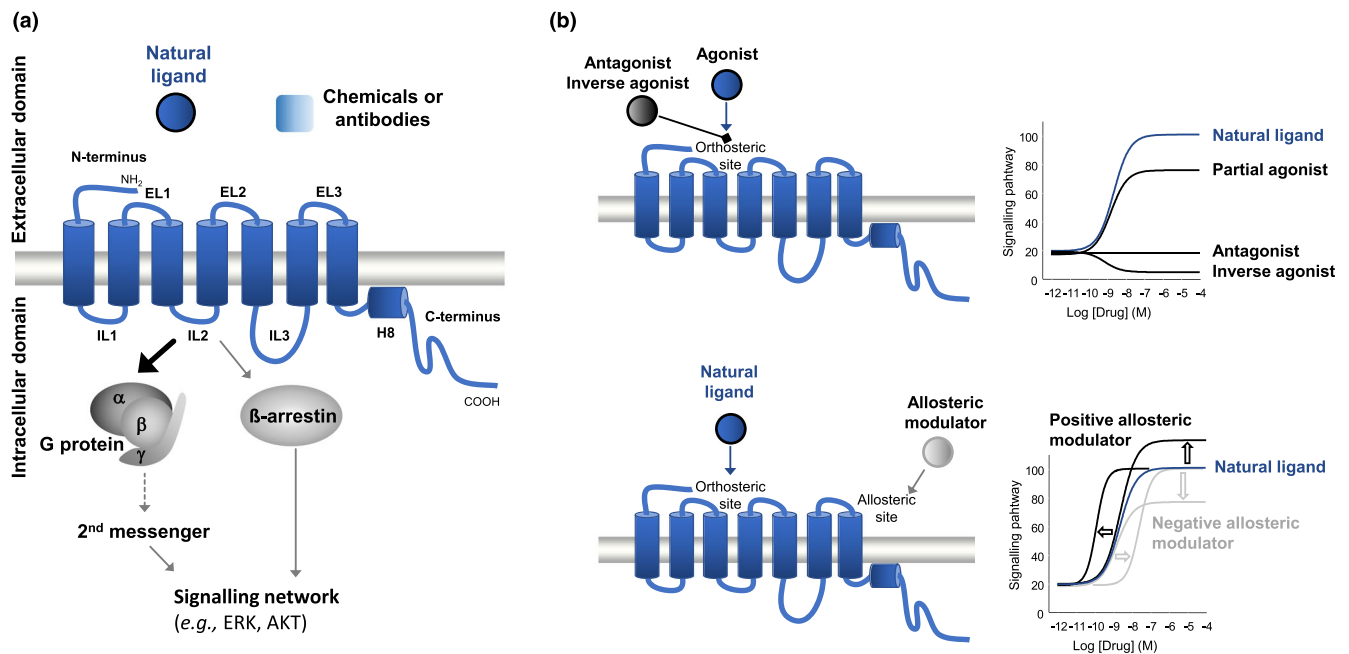 (a)
Extracellular domain
Intracellular domain
Natural
ligand
Chemicals or
antibodies
N-terminus
NH2
EL1
EL2
EL3
IL1
IL2
IL3
H8
C-terminus
COOH
α
β
γ
G protein
ß-arrestin
2nd messenger
Signalling network
(e.g., ERK, AKT)
(b)
Antagonist
Inverse agonist
Agonist
Orthosteric
site
Signalling pahtway
100
80
60
40
20
0
-12 -11 -10 -9 -8 -7 -6 -5 -4
Log [Drug] (M)
Natural ligand
Partial agonist
Antagonist
Inverse agonist
Natural
ligand
Allosteric
modulator
Orthosteric
site
Allosteric
site
Positive allosteric
modulator
Signalling pahtway
100
80
60
40
20
0
-12 -11 -10 -9 -8 -7 -6 -5 -4
Log [Drug] (M)
Natural ligand
Negative allosteric
modulator